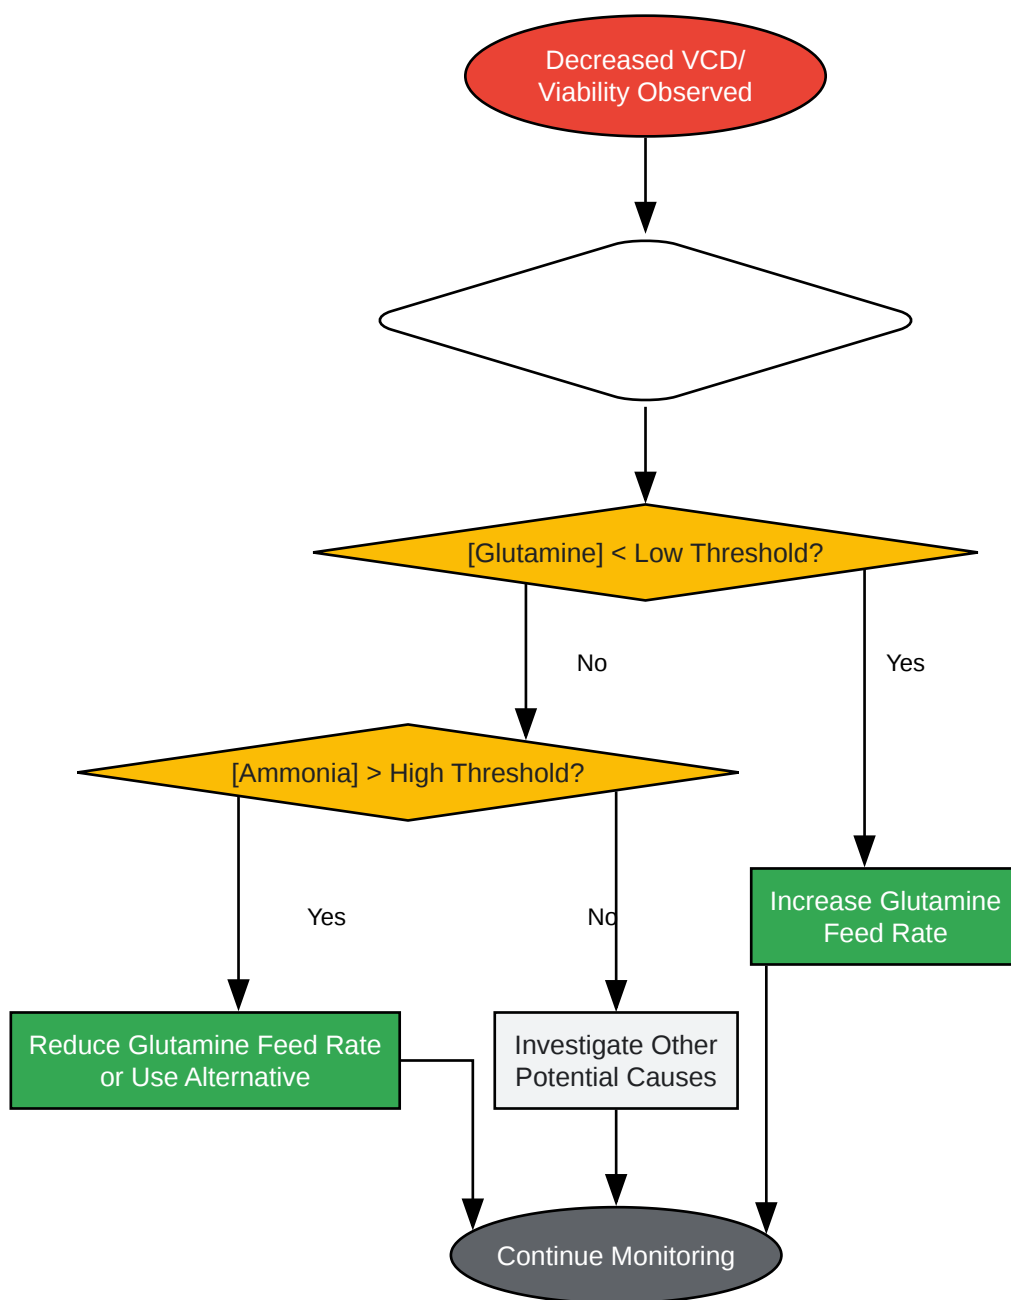 Decreased VCD/
Viability Observed
[Glutamine] < Low Threshold?
No
Yes
[Ammonia] > High Threshold?
Increase Glutamine
Feed Rate
Yes
No
Reduce Glutamine Feed Rate
or Use Alternative
Investigate Other
Potential Causes
Continue Monitoring